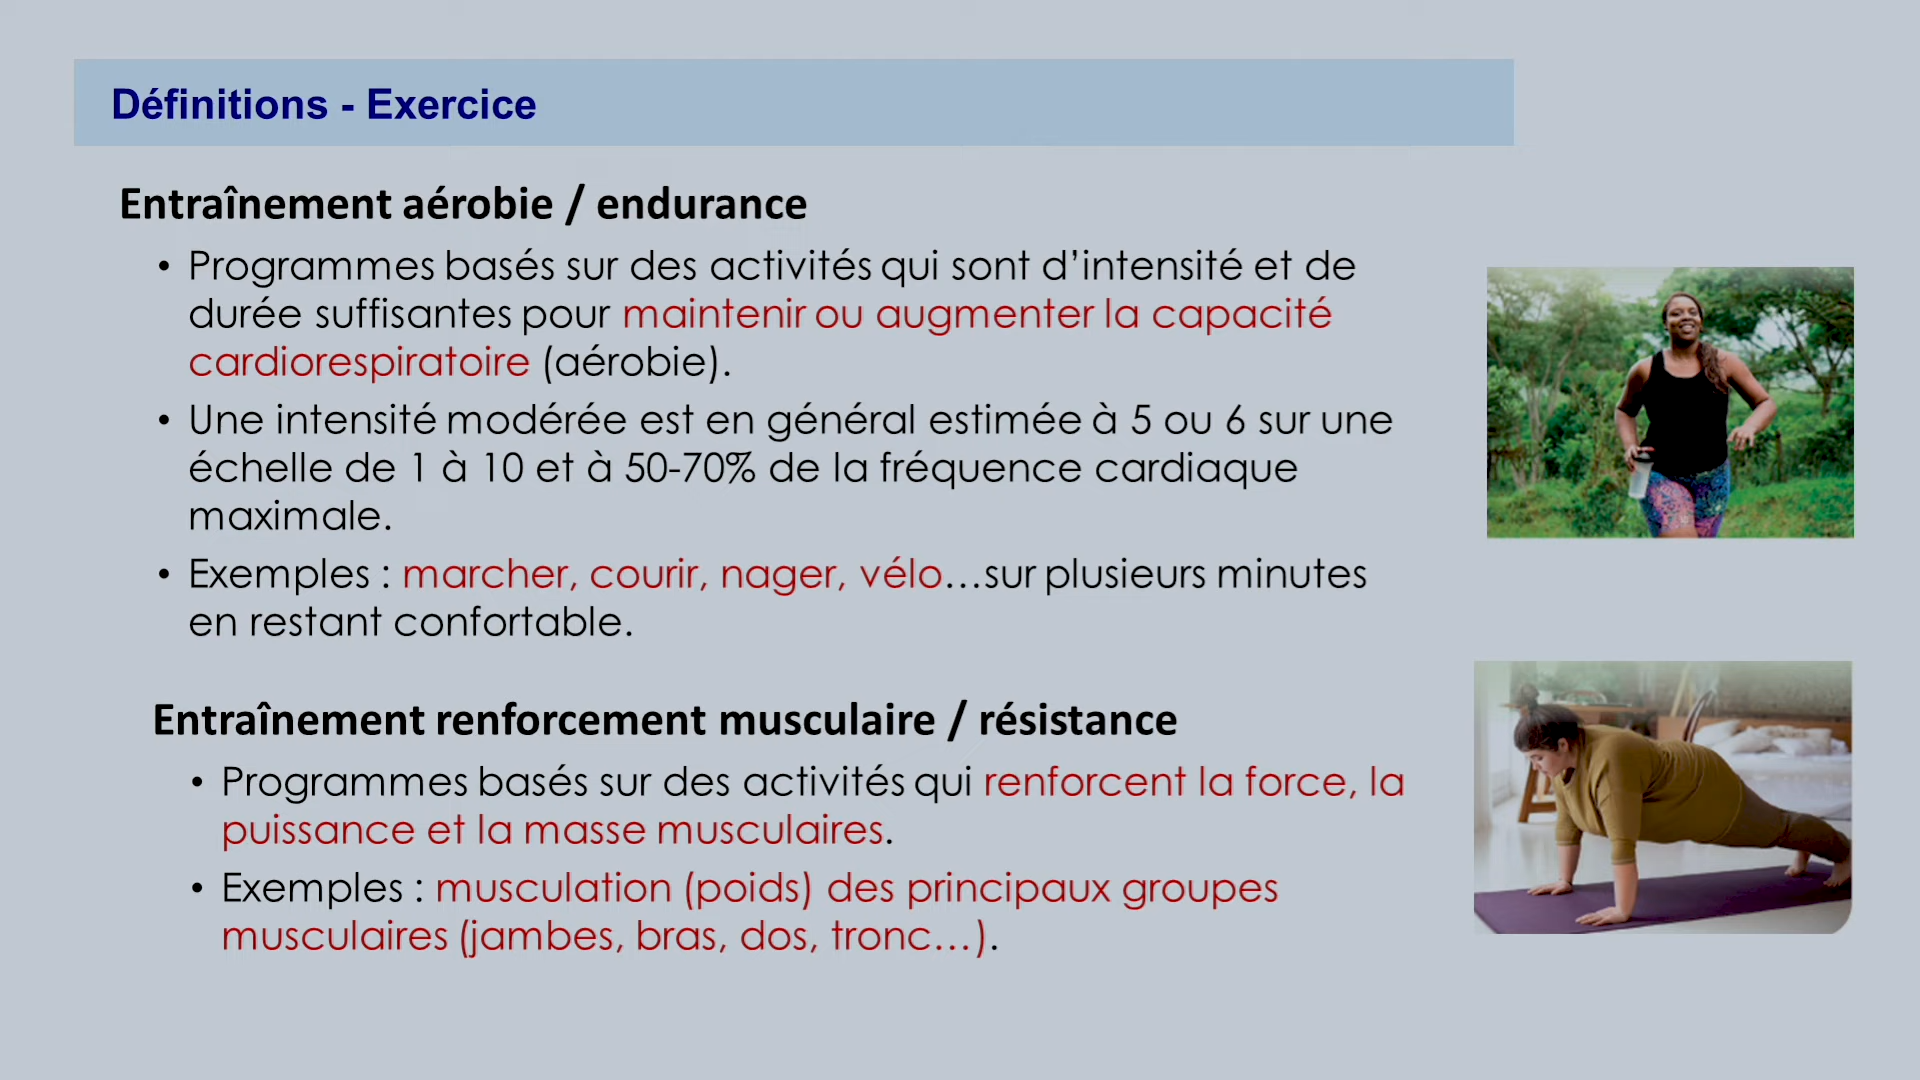 Définitions - Exercice
Entraînement aérobie / endurance
• Programmes basés sur des activités qui sont d’intensité et de
durée suffisantes pour maintenir ou augmenter la capacité
cardiorespiratoire (aérobie).
• Une intensité modérée est en général estimée à 5 ou 6 sur une
échelle de 1 à 10 et à 50-70% de la fréquence cardiaque
maximale.
• Exemples : marcher, courir, nager, vélo…sur plusieurs minutes
en restant confortable.
Entraînement renforcement musculaire / résistance
• Programmes basés sur des activités qui renforcent la force, la
puissance et la masse musculaires.
• Exemples : musculation (poids) des principaux groupes
musculaires (jambes, bras, dos, tronc…).